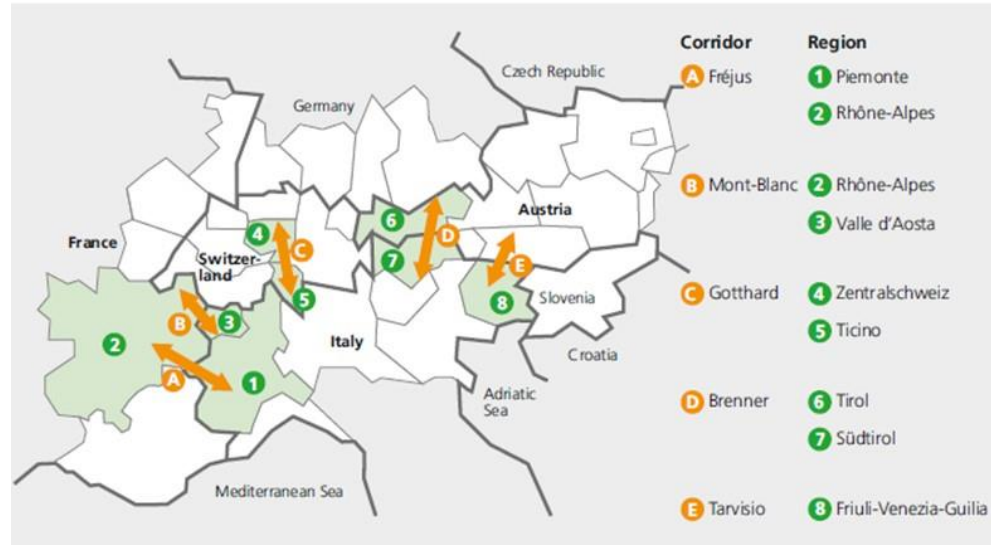 Corridor Region
A Fréjus 1 Piemonte
2 Rhône-Alpes
B Mont-Blanc 2 Rhône-Alpes
3 Valle d'Aosta
C Gotthard 4 Zentralschweiz
5 Ticino
D Brenner 6 Tirol
7 Südtirol
E Tarvisio 8 Friuli-Venezia-Guilia
Czech Republic
Germany
Austria
6
D
4
C
France
Switzer-
land
7
E
5
8
Slovenia
B
3
2
Italy
Croatia
A
1
Adriatic
Sea
Mediterranean Sea